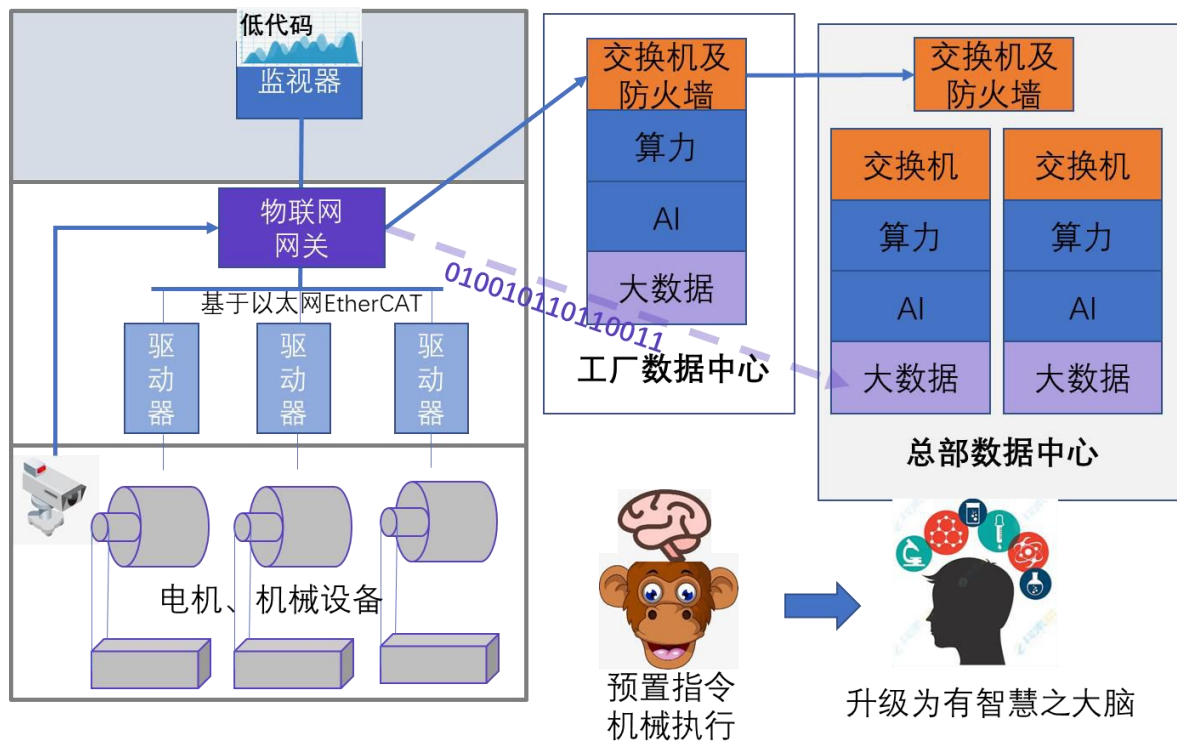 低代码
监视器
物联网
网关
基于以太网EtherCAT
驱
动
器
驱
动
器
驱
动
器
电机、机械设备
010010110110011
交换机及
防火墙
算力
AI
大数据
工厂数据中心
交换机及
防火墙
交换机
算力
AI
大数据
交换机
算力
AI
大数据
总部数据中心
预置指令
机械执行
升级为有智慧之大脑